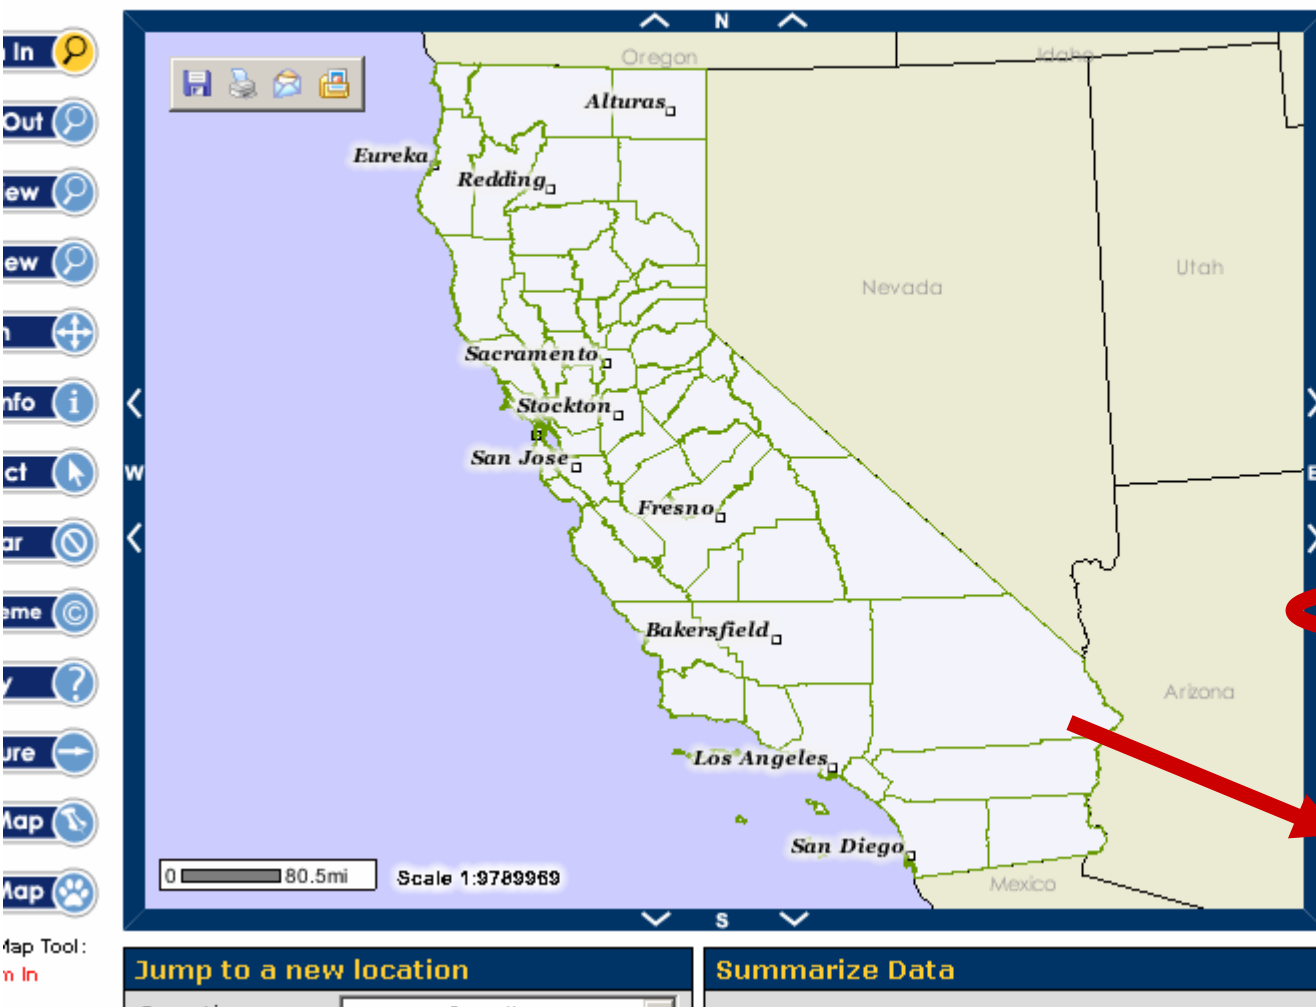 N
In
Oregon
Idaho
Alturas
Out
Eureka
Redding
ew
ew
Utah
Nevada
Sacramento
nfo
Stockton
San Jose
ct
W
E
Fresno
ar
eme
Bakersfield
y
Arizona
ure
Los Angeles
Map
San Diego
0 80.5mi Scale 1:9789969
Mexico
Map
S
Map Tool:
m In
Jump to a new location
Summarize Data